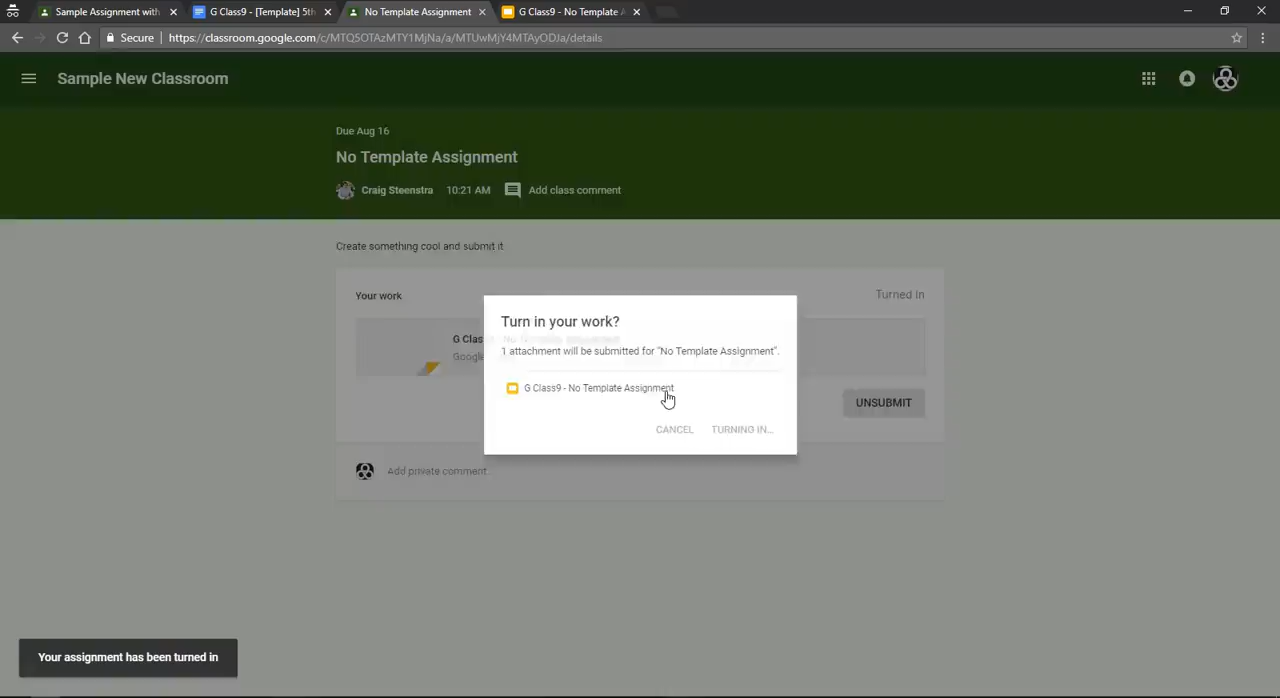 Sample Assignment with
G Class9 - [Template] 5th
No Template Assignment
G Class9 - No Template A
Secure
https://classroom.google.com/c/MTQ5OTAzMTY1MjNa/a/MTUwMjY4MTAyODJa/details
Sample New Classroom
Due Aug 16
No Template Assignment
Craig Steenstra 10:21 AM Add class comment
Create something cool and submit it
Your work
Turned In
G Clas
Google
Turn in your work?
1 attachment will be submitted for "No Template Assignment".
G Class9 - No Template Assignment
CANCEL TURNING IN...
UNSUBMIT
Add private comment.
Your assignment has been turned in